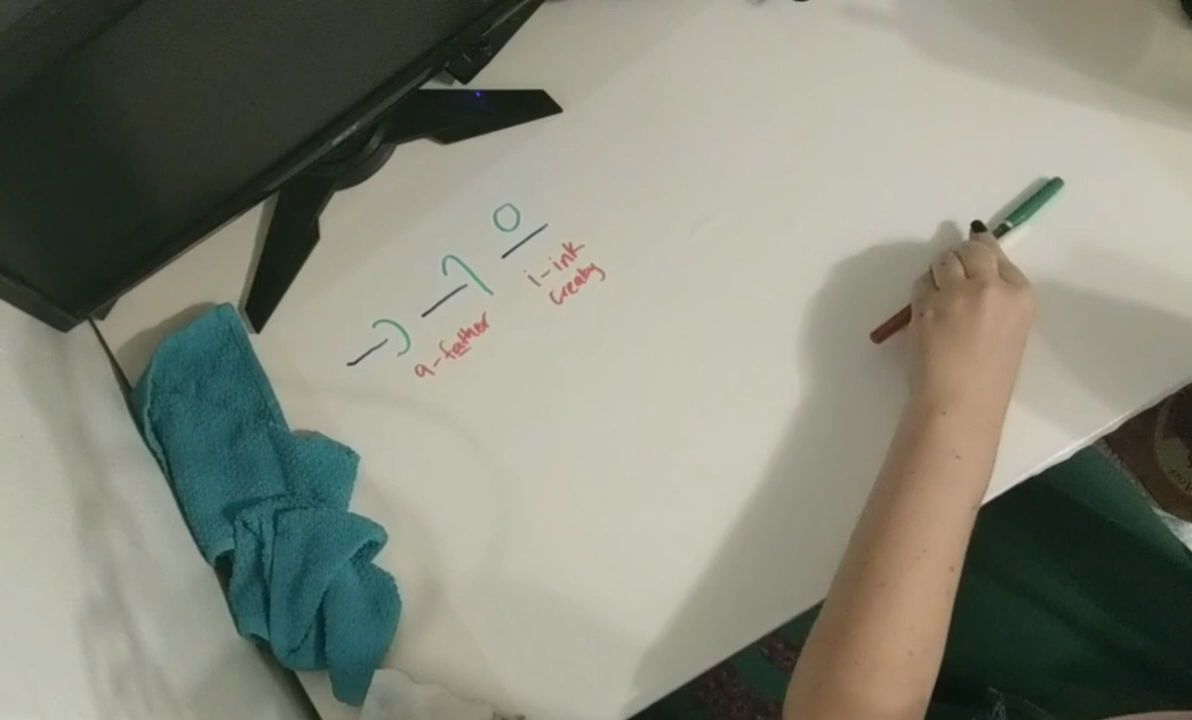 –ာ –ါ –ိ
a-father
i-ink
creaky